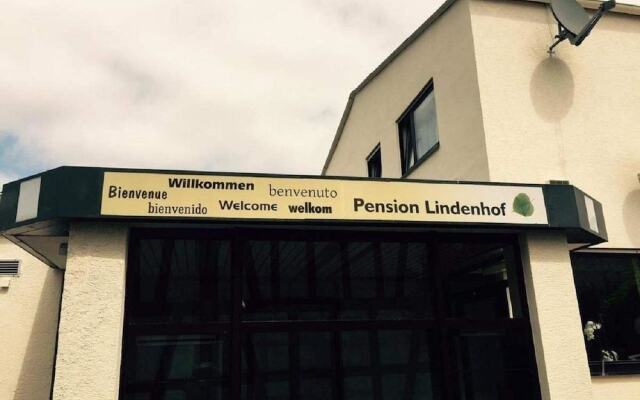 Willkommen benvenuto
Bienvenue
bienvenido Welcome welkom
Pension Lindenhof